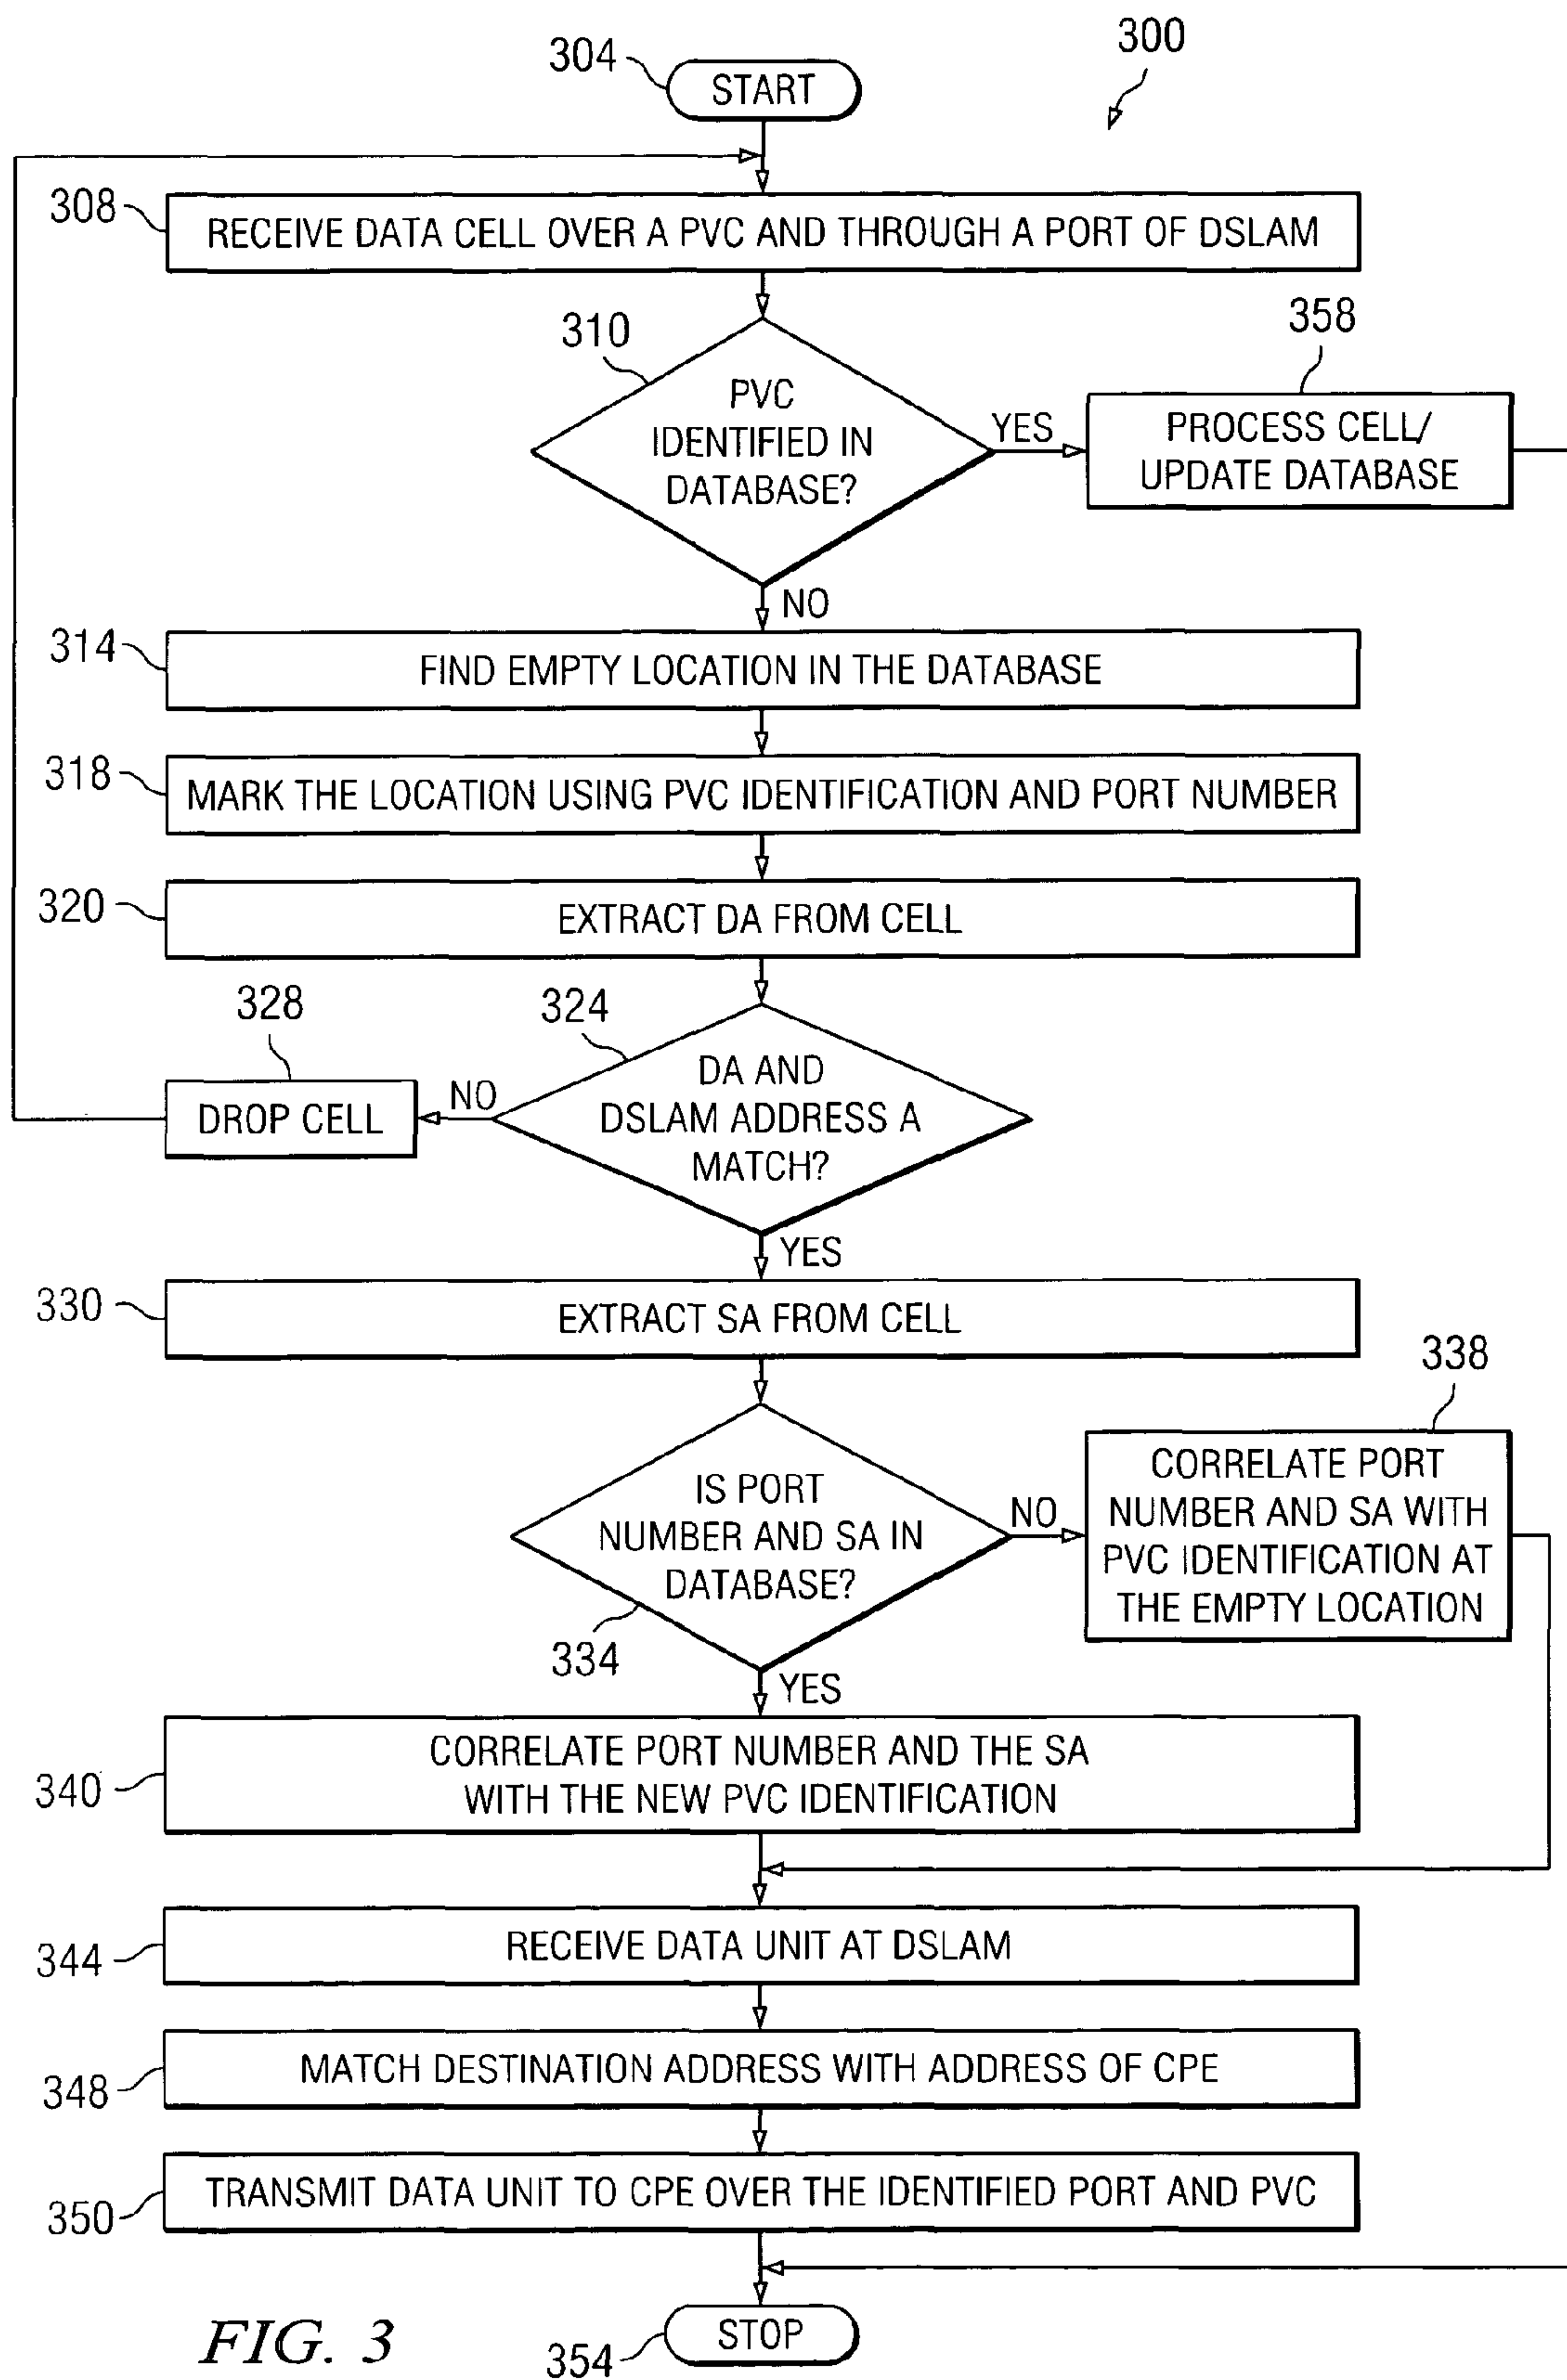 300
304
START
308
RECEIVE DATA CELL OVER A PVC AND THROUGH A PORT OF DSLAM
310
PVC
IDENTIFIED IN
DATABASE?
YES
358
PROCESS CELL/
UPDATE DATABASE
NO
314
FIND EMPTY LOCATION IN THE DATABASE
318
MARK THE LOCATION USING PVC IDENTIFICATION AND PORT NUMBER
320
EXTRACT DA FROM CELL
324
DA AND
DSLAM ADDRESS A
MATCH?
NO
328
DROP CELL
YES
330
EXTRACT SA FROM CELL
334
IS PORT
NUMBER AND SA IN
DATABASE?
NO
338
CORRELATE PORT
NUMBER AND SA WITH
PVC IDENTIFICATION AT
THE EMPTY LOCATION
YES
340
CORRELATE PORT NUMBER AND THE SA
WITH THE NEW PVC IDENTIFICATION
344
RECEIVE DATA UNIT AT DSLAM
348
MATCH DESTINATION ADDRESS WITH ADDRESS OF CPE
350
TRANSMIT DATA UNIT TO CPE OVER THE IDENTIFIED PORT AND PVC
354
STOP
FIG. 3